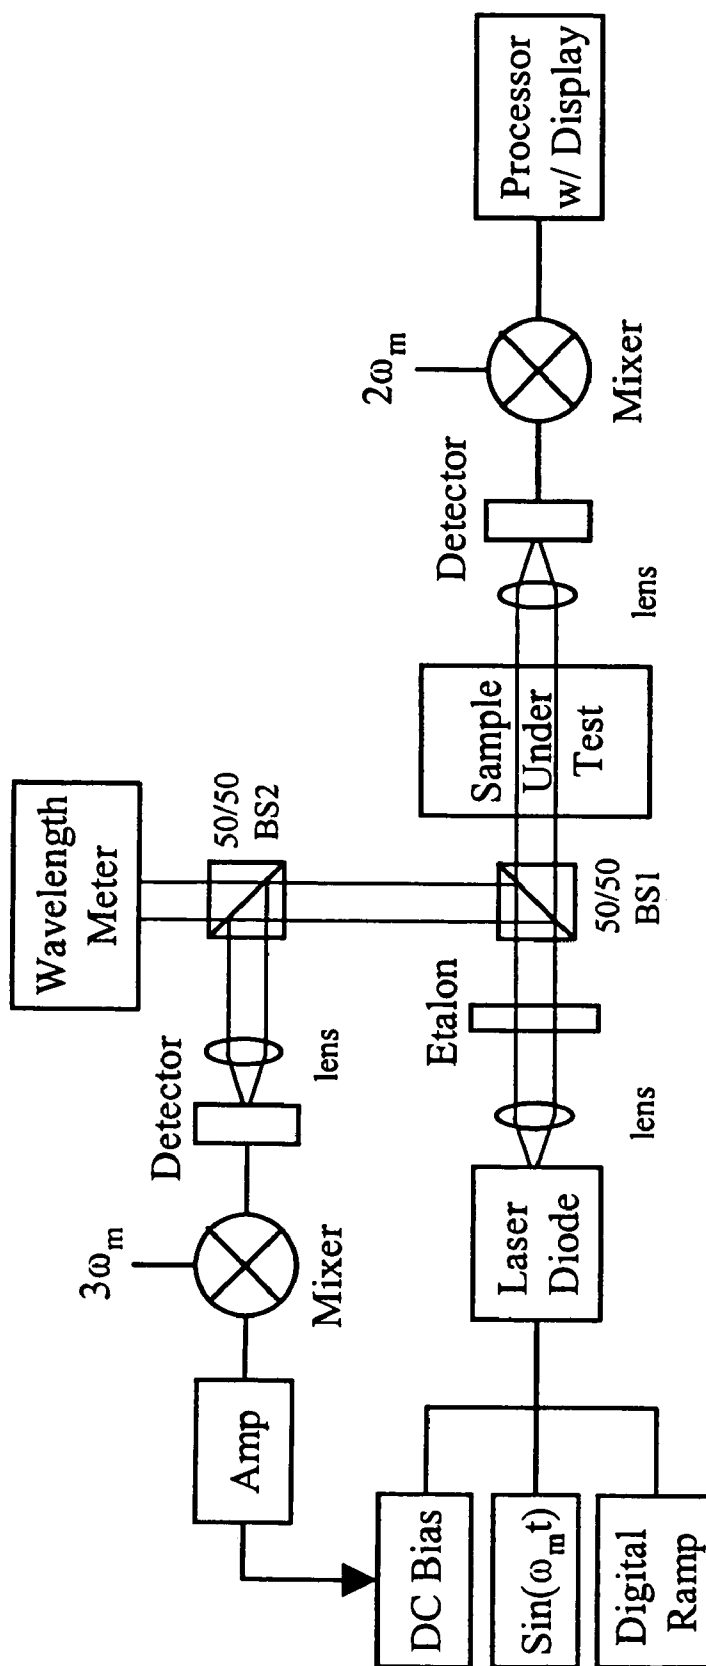 Wavelength
Meter
50/50
BS2
lens
Detector
3ω_m
Mixer
Amp
DC Bias
Sin(ω_m t)
Digital
Ramp
Laser
Diode
lens
Etalon
50/50
BS1
Sample
Under
Test
lens
Detector
2ω_m
Mixer
Processor
w/ Display